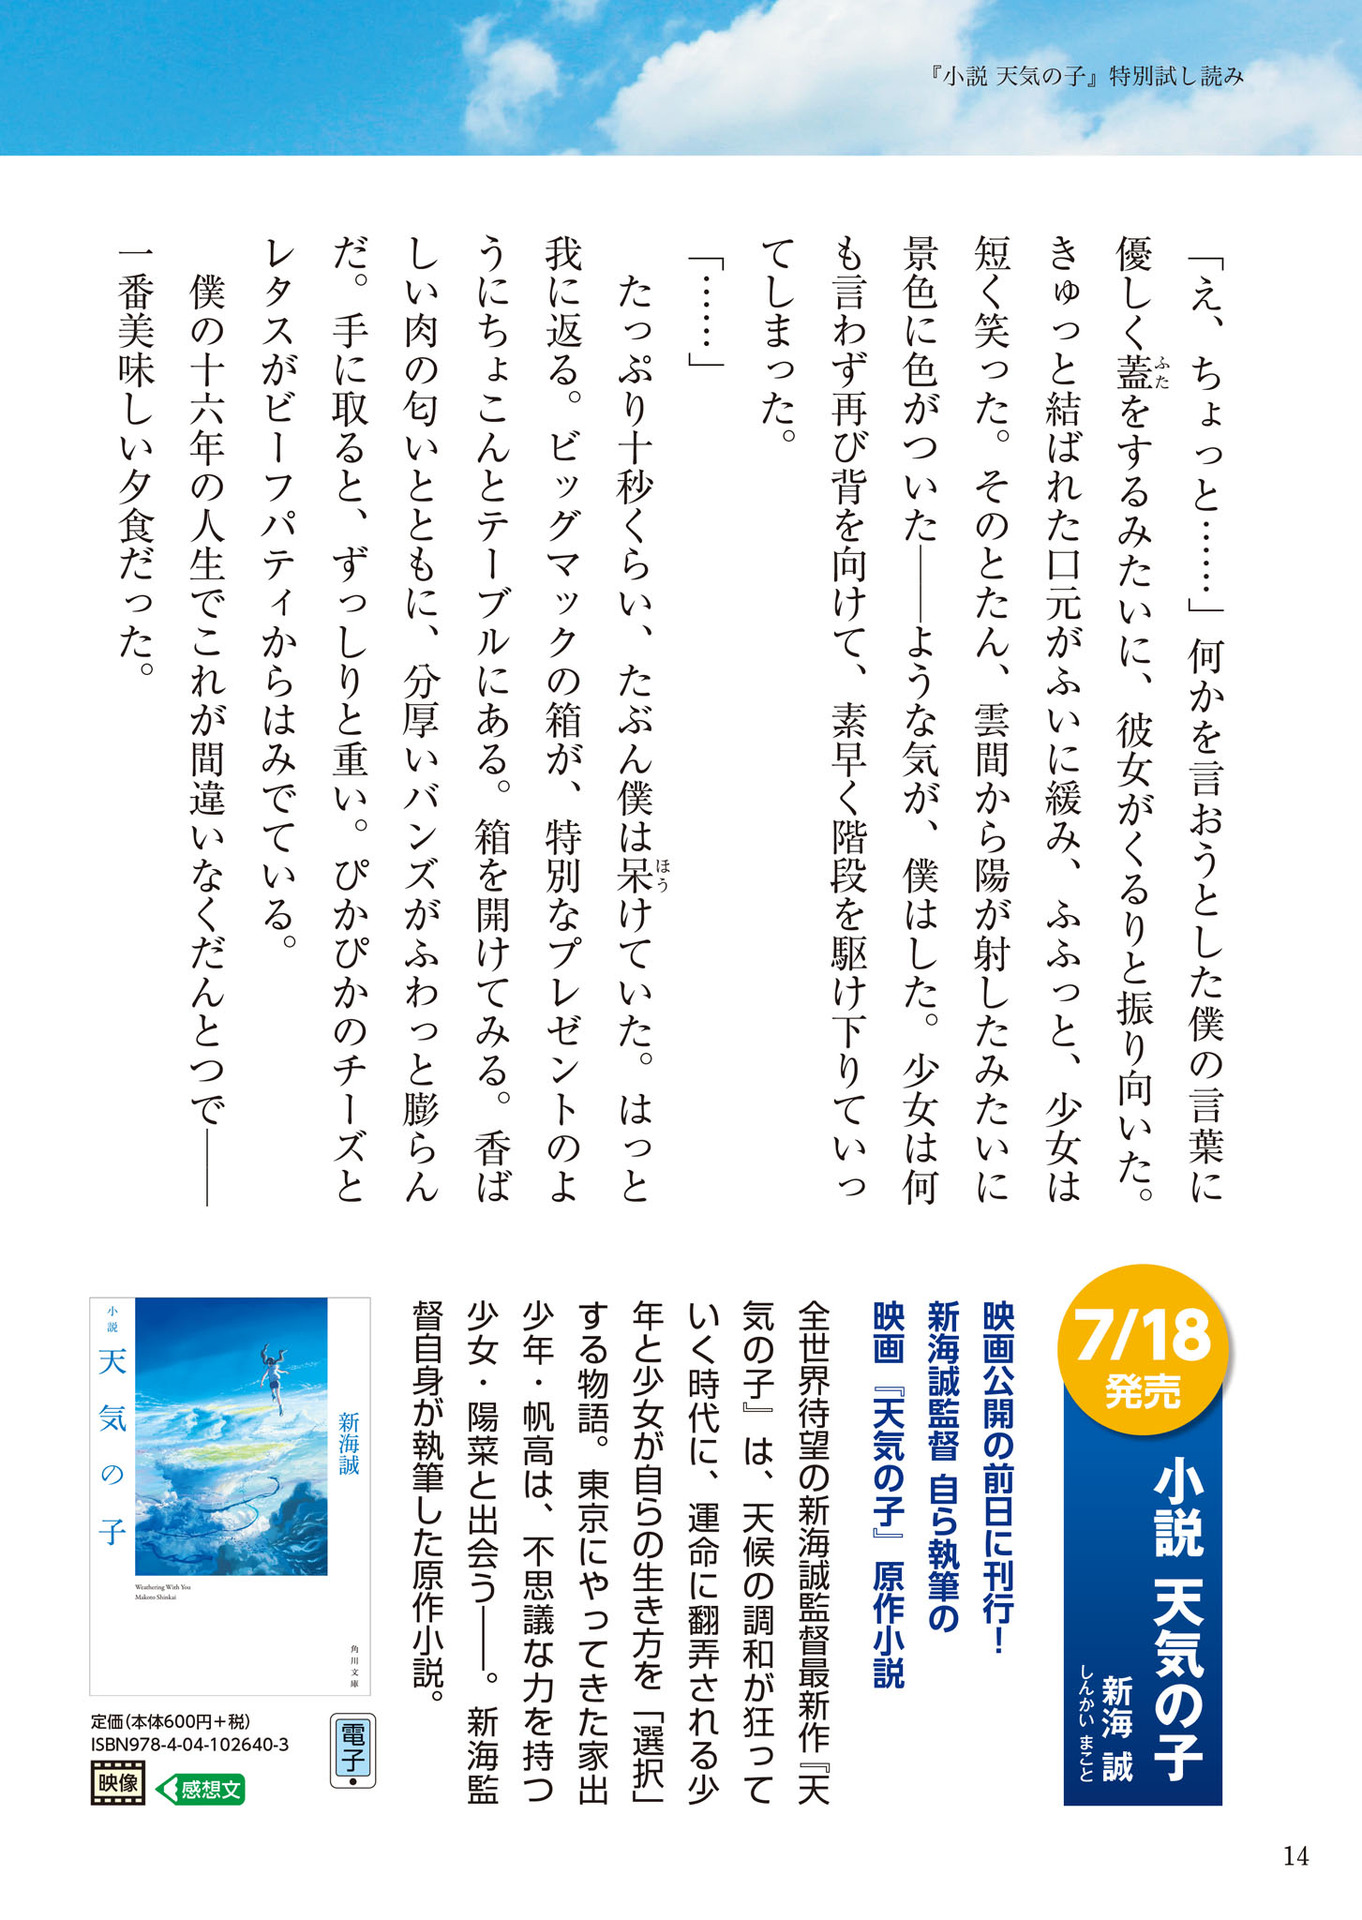 『小説 天気の子』特別試し読み
「え、ちょっと……」何かを言おうとした僕の言葉に
優しく蓋をするみたいに、彼女がくるりと振り向いた。
ふた
きゅっと結ばれた口元がふいに緩み、ふふっと、少女は
短く笑った。そのとたん、雲間から陽が射したみたいに
景色に色がついた――ような気が、僕はした。少女は何
も言わず再び背を向けて、素早く階段を駆け下りていっ
てしまった。
「……」
たっぷり十秒くらい、たぶん僕は呆けていた。はっと
ほう
我に返る。ビッグマックの箱が、特別なプレゼントのよ
うにちょこんとテーブルにある。箱を開けてみる。香ば
しい肉の匂いとともに、分厚いバンズがふわっと膨らん
だ。手に取ると、ずっしりと重い。ぴかぴかのチーズと
レタスがビーフパティからはみでている。
僕の十六年の人生でこれが間違いなくだんとつで――
一番美味しい夕食だった。
7/18
発売
小説 天気の子
新海 誠
しんかい まこと
映画公開の前日に刊行!
新海誠監督 自ら執筆の
映画『天気の子』原作小説
全世界待望の新海誠監督最新作『天
気の子』は、天候の調和が狂って
いく時代に、運命に翻弄される少
年と少女が自らの生き方を「選択」
する物語。東京にやってきた家出
少年・帆高は、不思議な力を持つ
少女・陽菜と出会う――。新海監
督自身が執筆した原作小説。
新海誠
小説 天気の子
Weathering With You
Makoto Shinkai
角川文庫
定価(本体600円+税)
ISBN978-4-04-102640-3
電子
映像
感想文
14